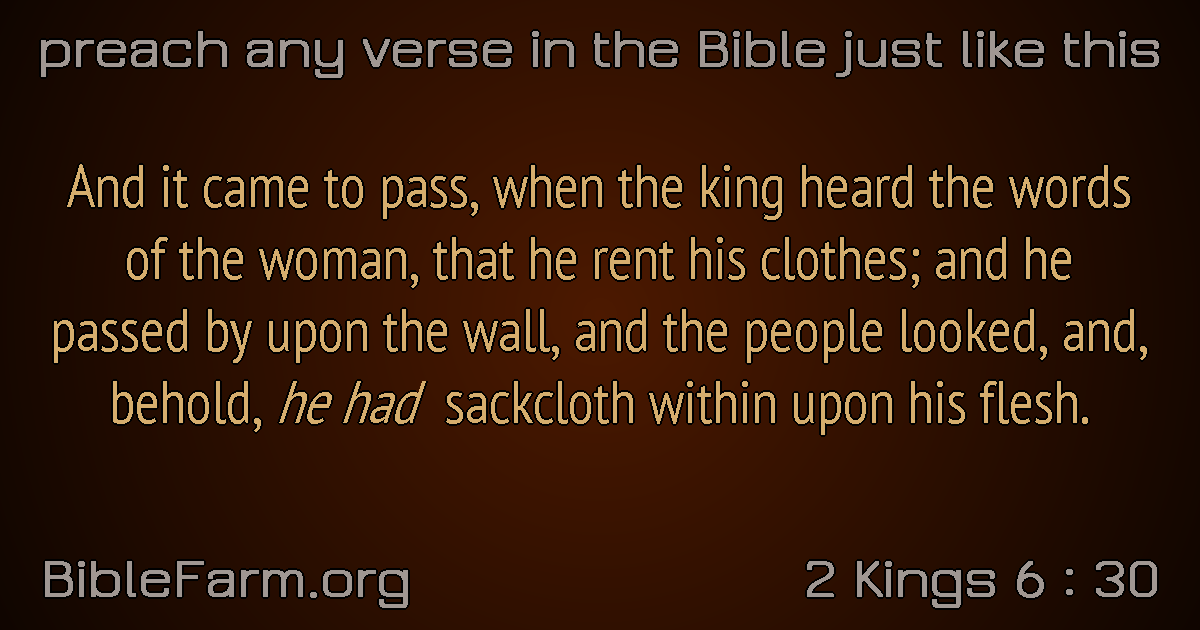 preach any verse in the Bible just like this
And it came to pass, when the king heard the words
of the woman, that he rent his clothes; and he
passed by upon the wall, and the people looked, and,
behold, he had sackcloth within upon his flesh.
BibleFarm.org
2 Kings 6 : 30